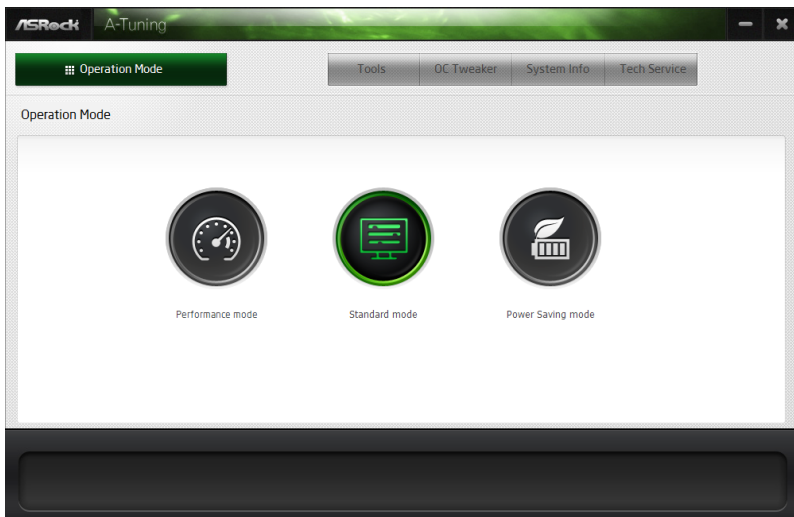 ASRock A-Tuning
Operation Mode Tools OC Tweaker System Info Tech Service
Operation Mode
Performance mode Standard mode Power Saving mode